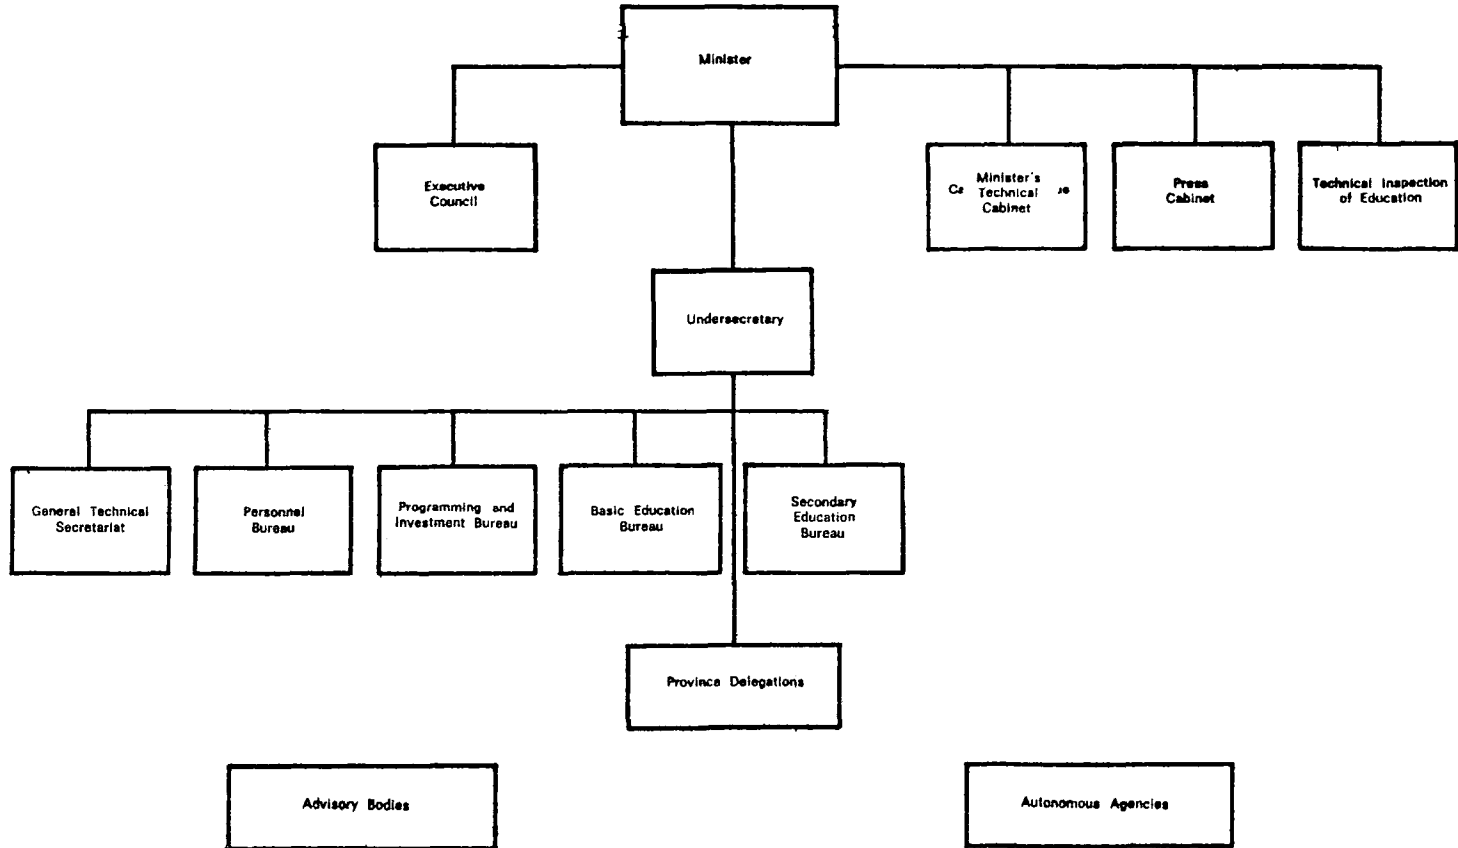 Minister
Executive
Council
Minister's
Technical
Cabinet
Press
Cabinet
Technical Inspection
of Education
Undersecretary
General Technical
Secretariat
Personnel
Bureau
Programming and
Investment Bureau
Basic Education
Bureau
Secondary
Education
Bureau
Province Delegations
Advisory Bodies
Autonomous Agencies